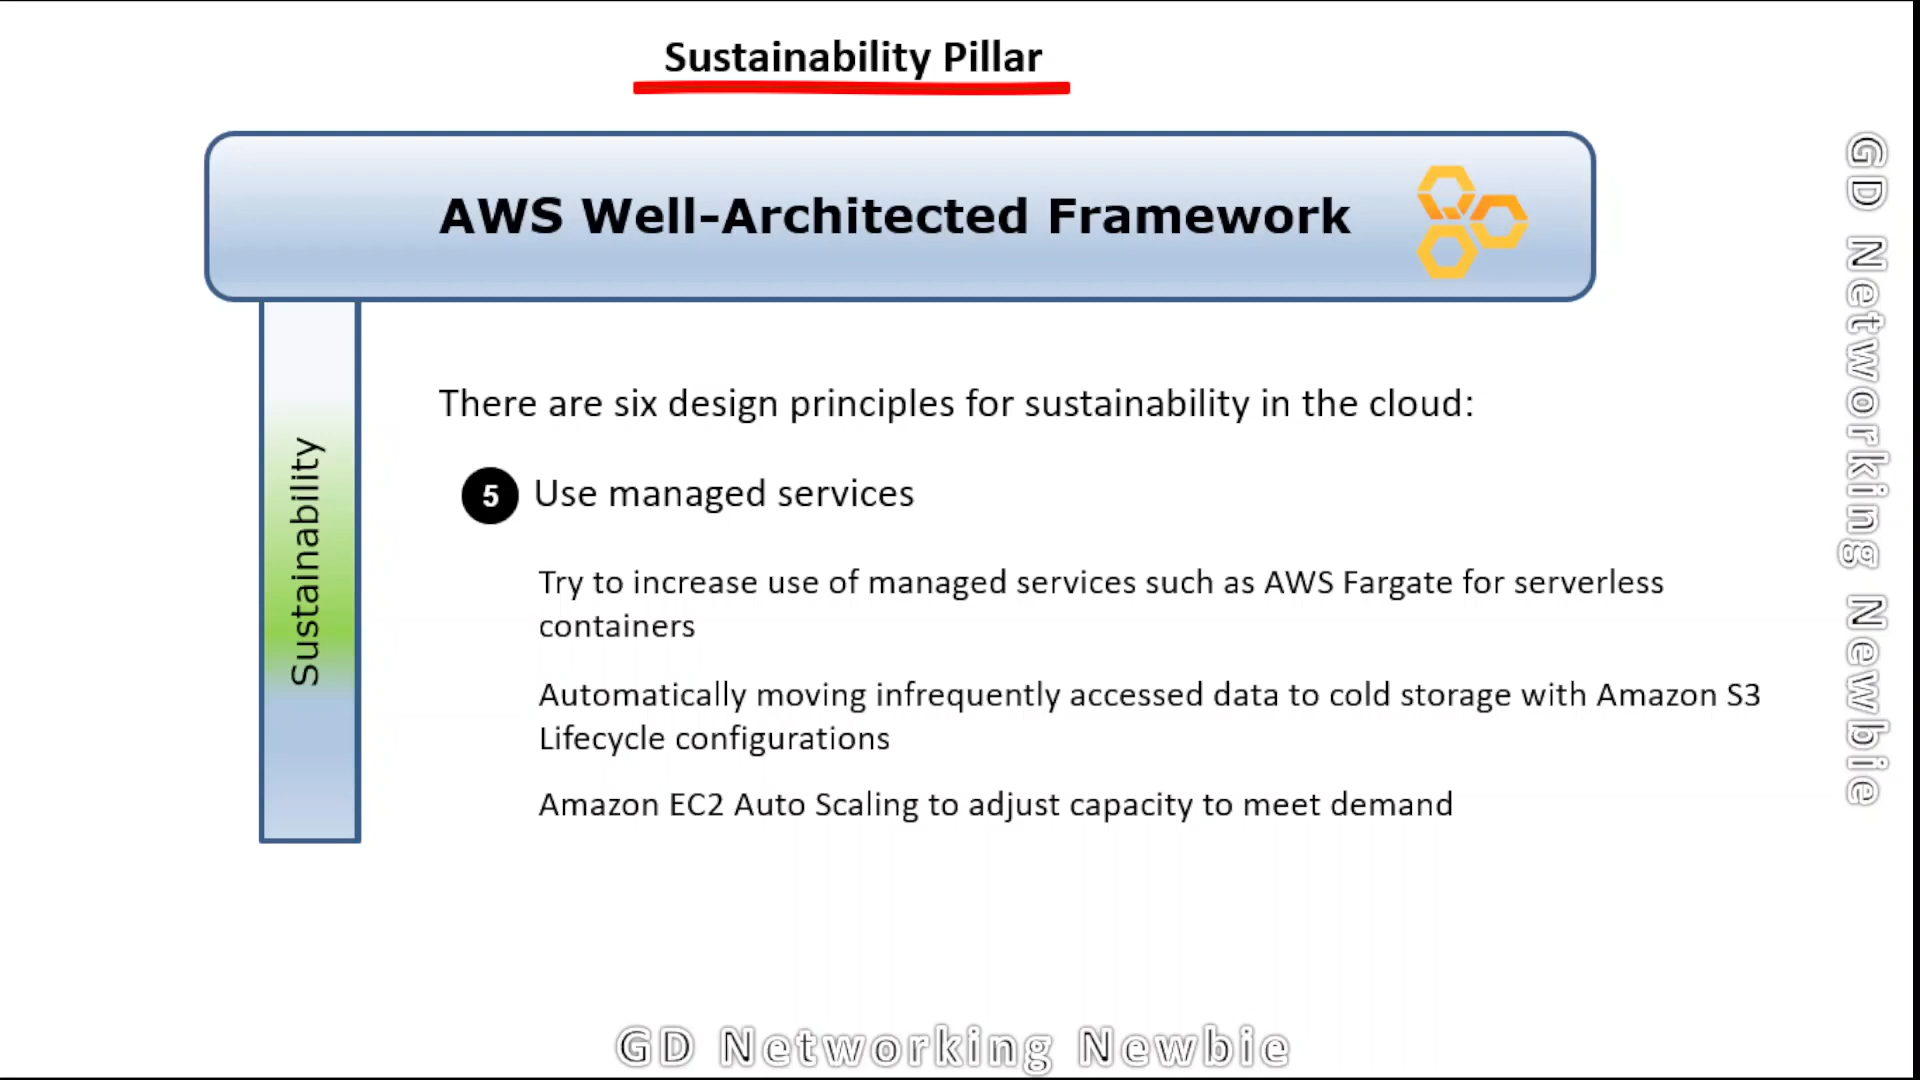 Sustainability Pillar
AWS Well-Architected Framework
Sustainability
There are six design principles for sustainability in the cloud:
5 Use managed services
Try to increase use of managed services such as AWS Fargate for serverless
containers
Automatically moving infrequently accessed data to cold storage with Amazon S3
Lifecycle configurations
Amazon EC2 Auto Scaling to adjust capacity to meet demand
GD Networking Newbie
GD Networking Newbie